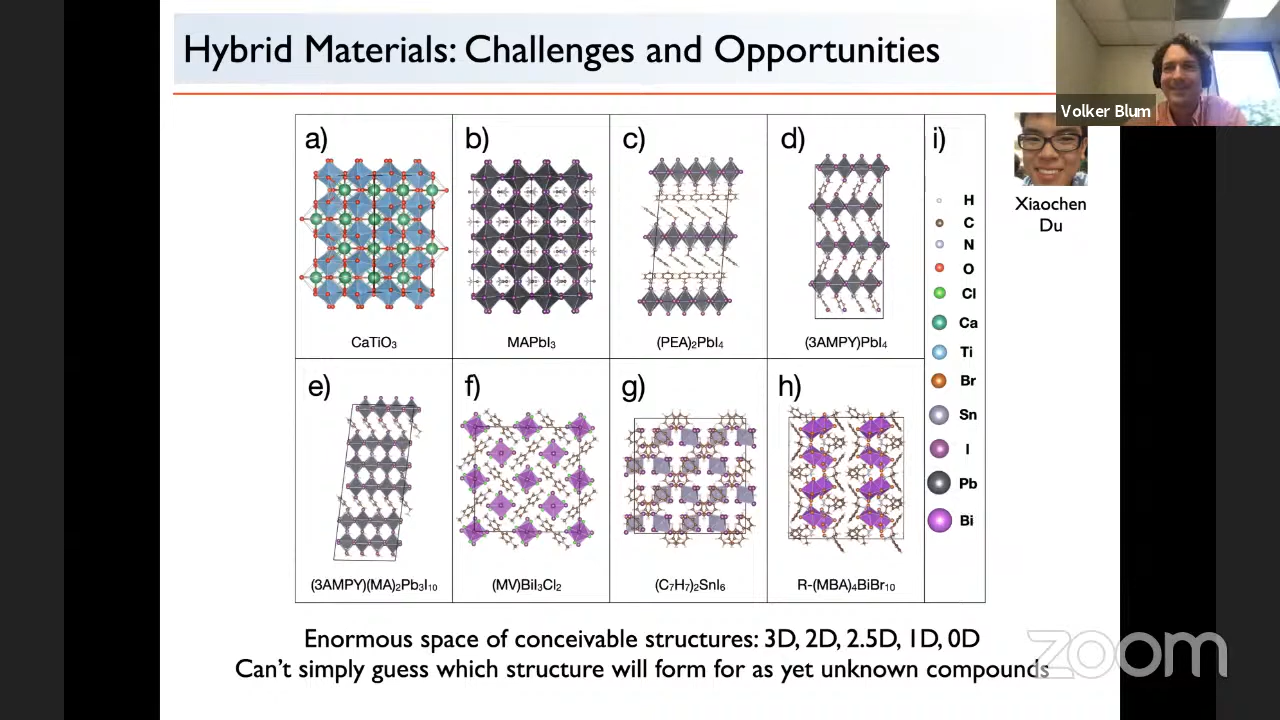 Hybrid Materials: Challenges and Opportunities
Volker Blum
a)
b)
c)
d)
i)
CaTiO₃
MAPbI₃
(PEA)₂PbI₄
(3AMPY)PbI₄
H
C
N
O
Cl
Ca
Ti
Br
Sn
I
Pb
Bi
Xiaochen
Du
e)
f)
g)
h)
(3AMPY)(MA)₂Pb₃I₁₀
(MV)BiI₃Cl₂
(C₇H₇)₂SnI₆
R-(MBA)₄BiBr₁₀
Enormous space of conceivable structures: 3D, 2D, 2.5D, 1D, 0D
Can't simply guess which structure will form for as yet unknown compounds
zoom